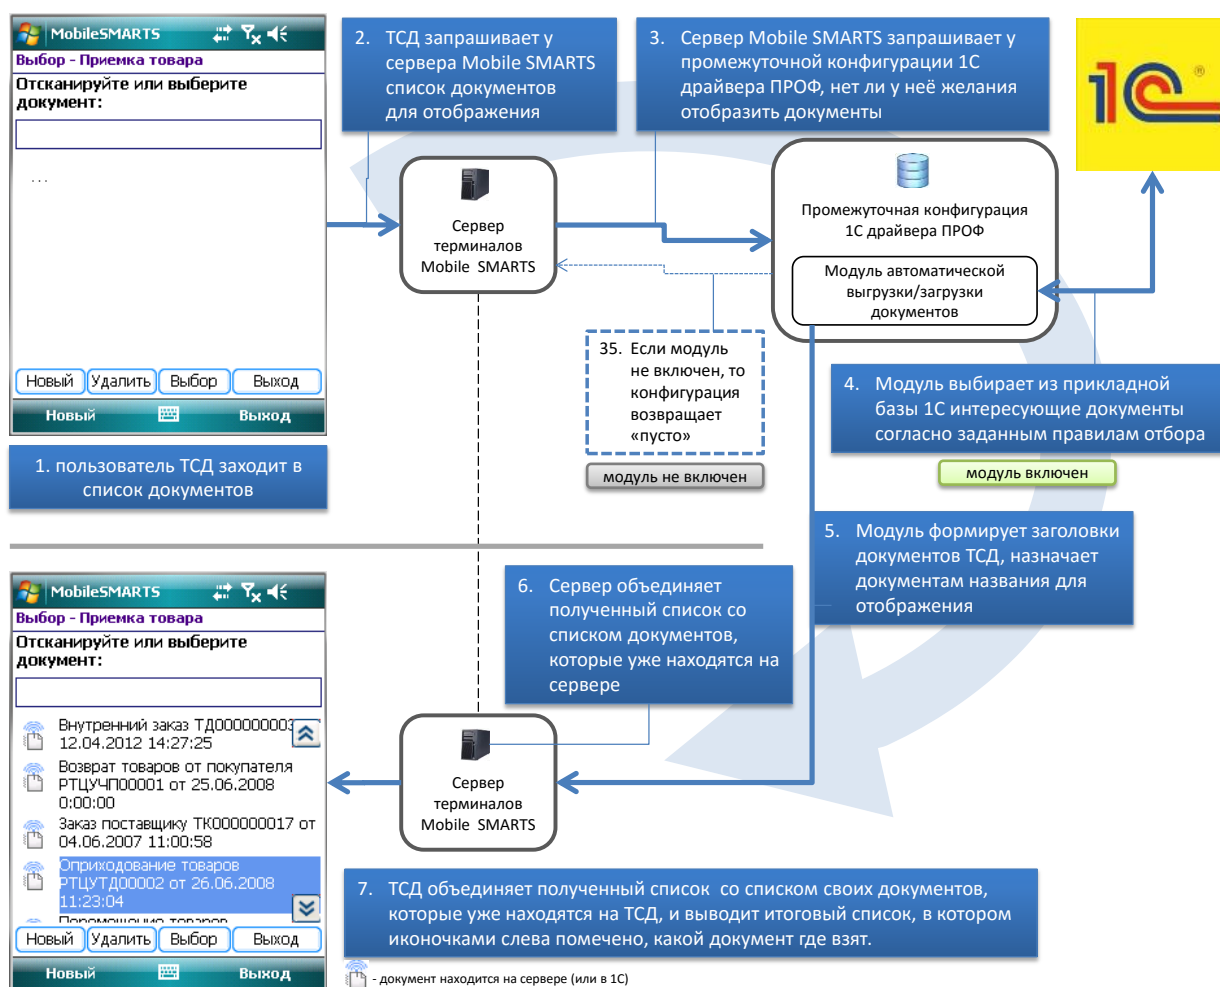 MobileSMARTS
Выбор - Приемка товара
Отсканируйте или выберите
документ:
...
Новый
Удалить
Выбор
Выход
Новый
Выход
1. пользователь ТСД заходит в
список документов
2. ТСД запрашивает у
сервера Mobile SMARTS
список документов
для отображения
3. Сервер Mobile SMARTS запрашивает у
промежуточной конфигурации 1С
драйвера ПРОФ, нет ли у неё желания
отобразить документы
1С
®
Сервер
терминалов
Mobile SMARTS
Промежуточная конфигурация
1С драйвера ПРОФ
Модуль автоматической
выгрузки/загрузки
документов
35. Если модуль
не включен, то
конфигурация
возвращает
«пусто»
модуль не включен
4. Модуль выбирает из прикладной
базы 1С интересующие документы
согласно заданным правилам отбора
модуль включен
5. Модуль формирует заголовки
документов ТСД, назначает
документам названия для
отображения
6. Сервер объединяет
полученный список со
списком документов,
которые уже находятся на
сервере
MobileSMARTS
Выбор - Приемка товара
Отсканируйте или выберите
документ:
Внутренний заказ ТД000000003
12.04.2012 14:27:25
Возврат товаров от покупателя
РТЦУЧП00001 от 25.06.2008
0:00:00
Заказ поставщику ТК000000017 от
04.06.2007 11:00:58
Оприходование товаров
РТЦУТД00002 от 26.06.2008
11:23:04
Перемещение товаров
Новый
Удалить
Выбор
Выход
Новый
Выход
Сервер
терминалов
Mobile SMARTS
7. ТСД объединяет полученный список со списком своих документов,
которые уже находятся на ТСД, и выводит итоговый список, в котором
иконочками слева помечено, какой документ где взят.
- документ находится на сервере (или в 1С)